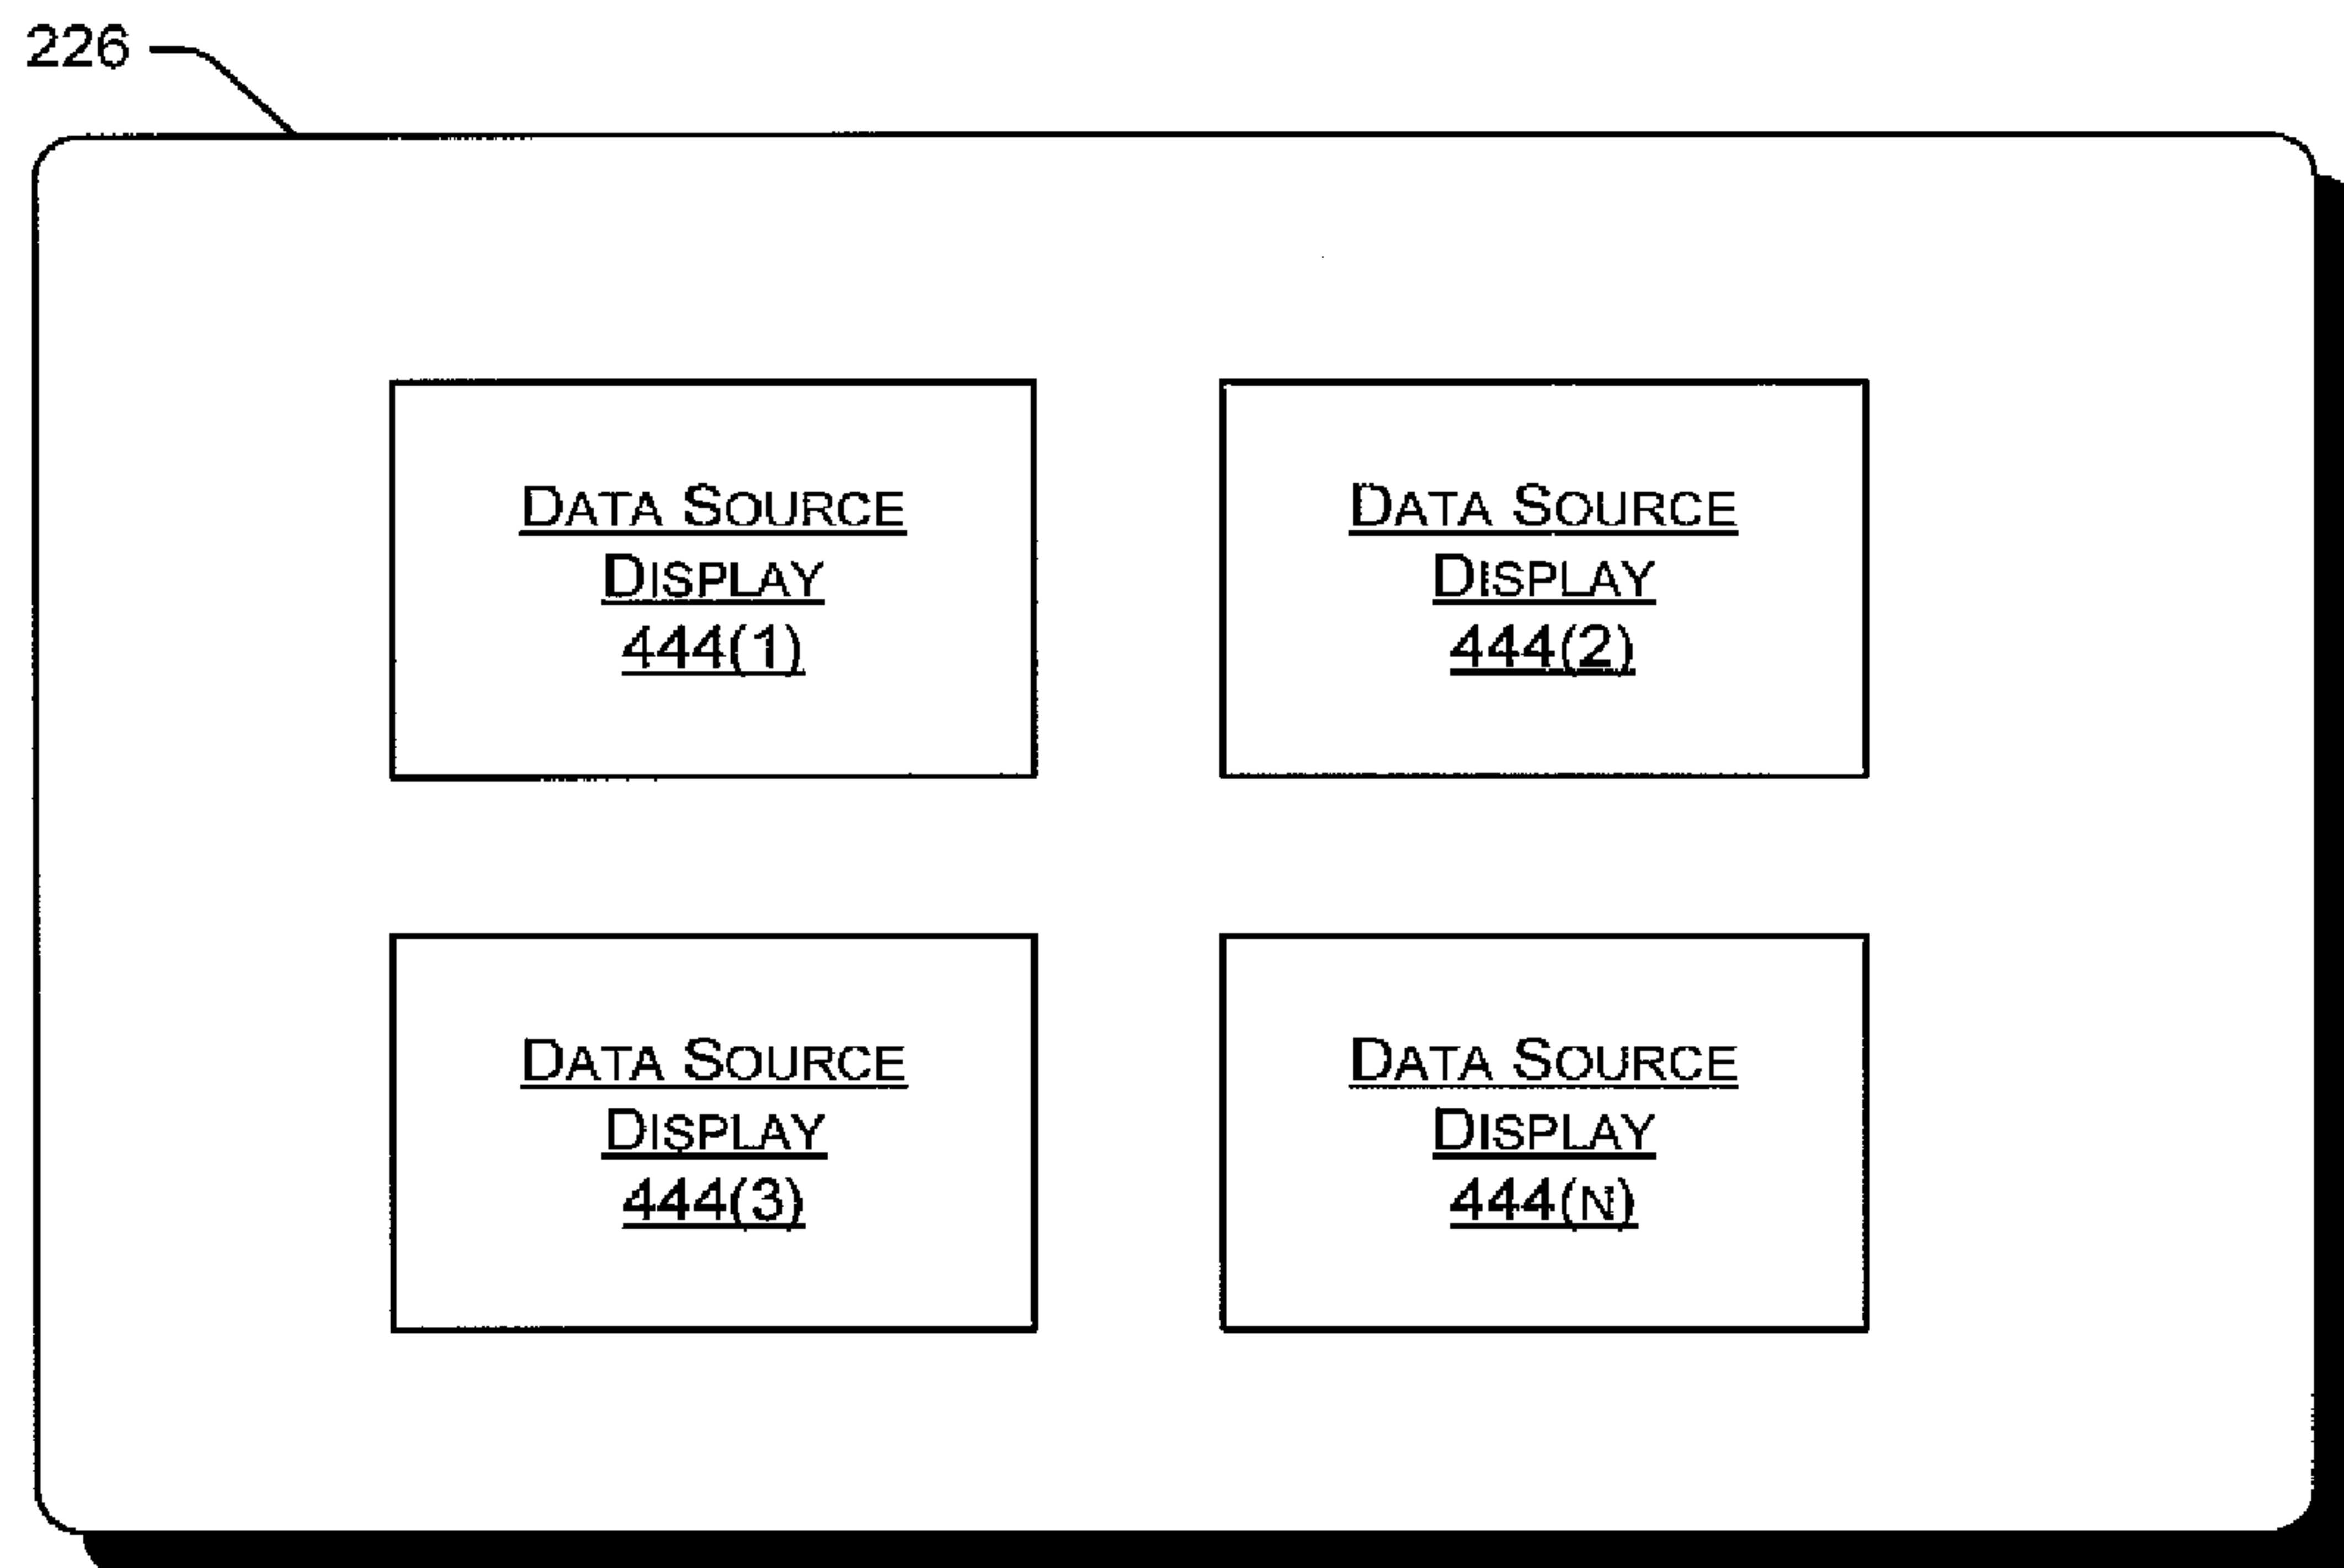 226
DATA SOURCE
DISPLAY
444(1)
DATA SOURCE
DISPLAY
444(2)
DATA SOURCE
DISPLAY
444(3)
DATA SOURCE
DISPLAY
444(N)